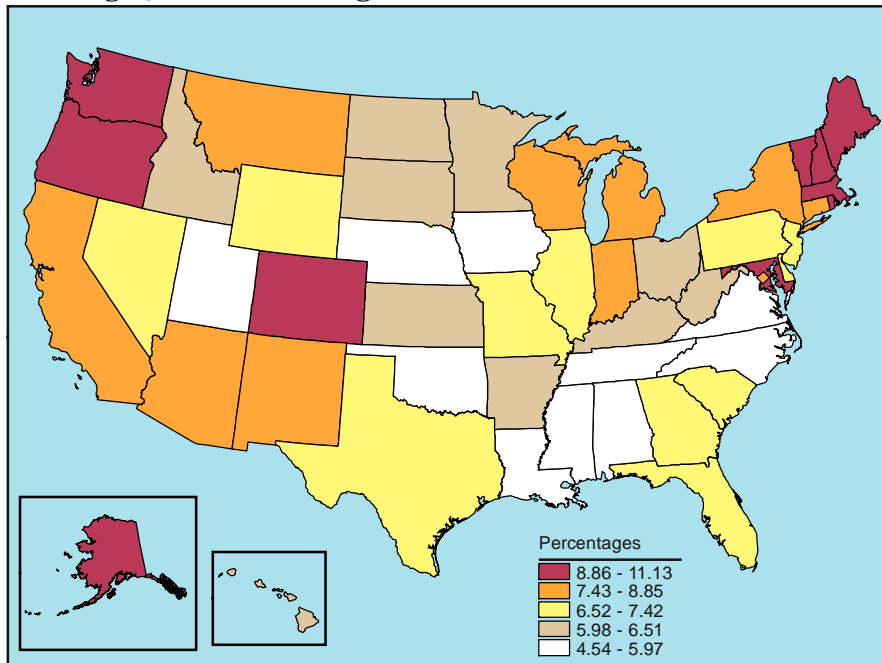 Percentages
8.86 - 11.13
7.43 - 8.85
6.52 - 7.42
5.98 - 6.51
4.54 - 5.97